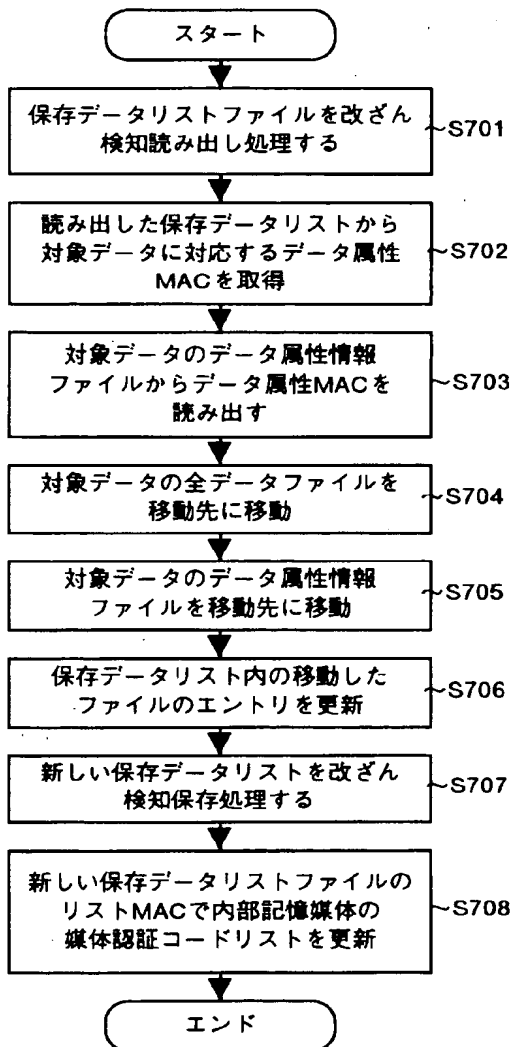 スタート
保存データリストファイルを改ざん
検知読み出し処理する
~S701
読み出した保存データリストから
対象データに対応するデータ属性
MACを取得
~S702
対象データのデータ属性情報
ファイルからデータ属性MACを
読み出す
~S703
対象データの全データファイルを
移動先に移動
~S704
対象データのデータ属性情報
ファイルを移動先に移動
~S705
保存データリスト内の移動した
ファイルのエントリを更新
~S706
新しい保存データリストを改ざん
検知保存処理する
~S707
新しい保存データリストファイルの
リストMACで内部記憶媒体の
媒体認証コードリストを更新
~S708
エンド